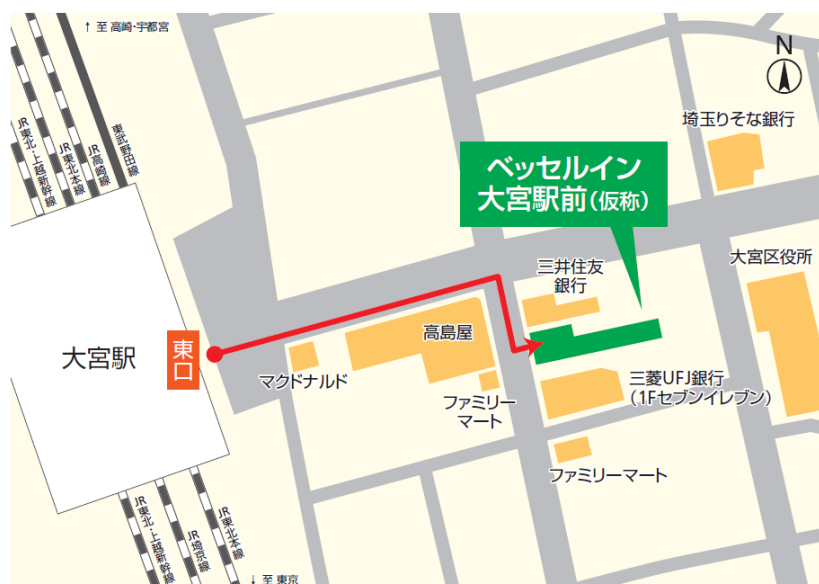 ↑ 至 高崎・宇都宮
N
JR東北・上越新幹線
JR東北本線
JR高崎線
東武野田線
埼玉りそな銀行
ベッセルイン
大宮駅前(仮称)
大宮区役所
三井住友
銀行
大宮駅
東口
高島屋
マクドナルド
ファミリー
マート
三菱UFJ銀行
(1Fセブンイレブン)
ファミリーマート
JR東北・上越新幹線
JR埼京線
JR東北本線
↓ 至 東京